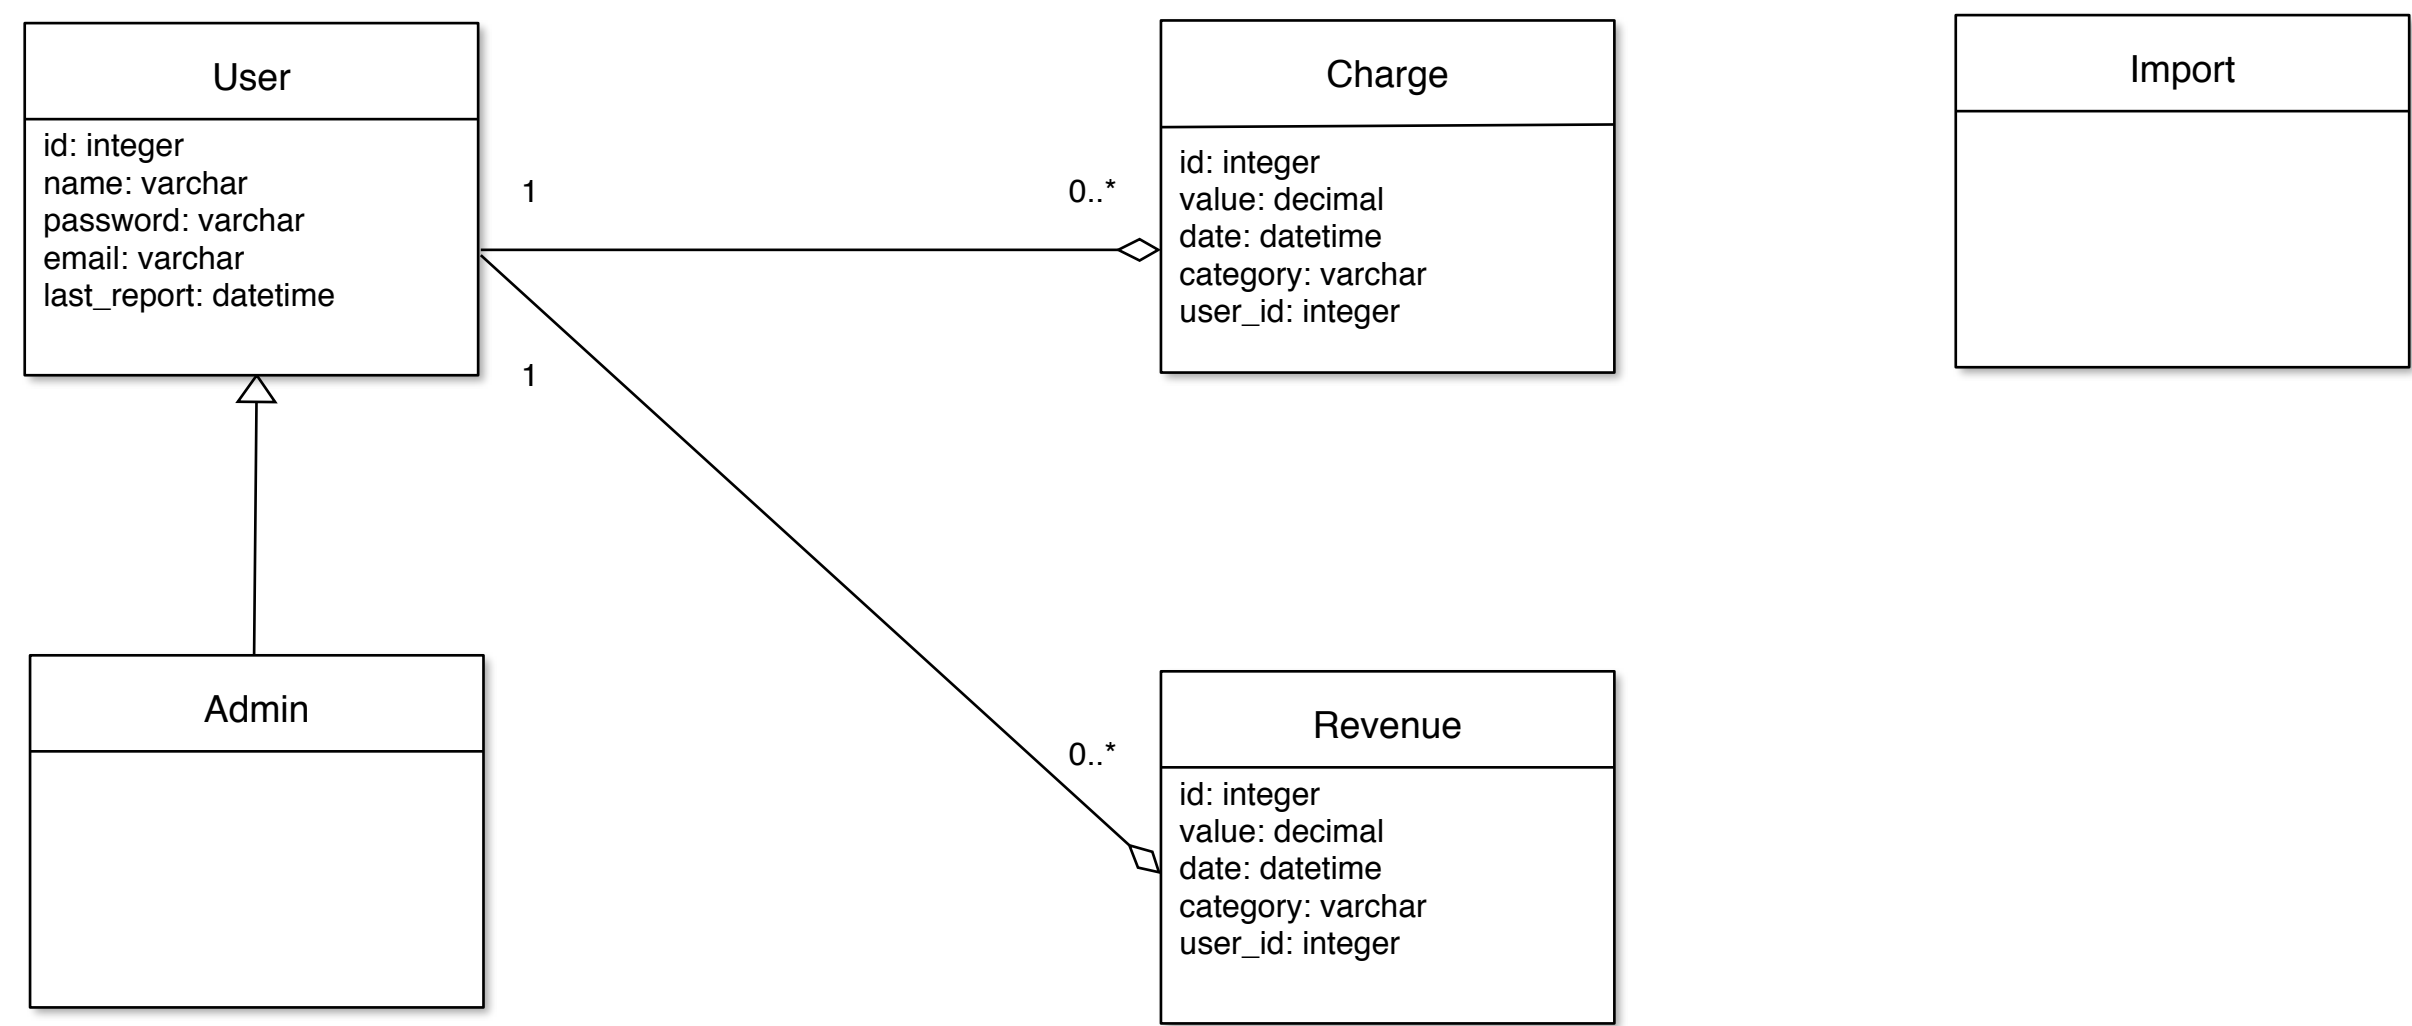 User
id: integer
name: varchar
password: varchar
email: varchar
last_report: datetime
1
0..*
Charge
id: integer
value: decimal
date: datetime
category: varchar
user_id: integer
Import
1
0..*
Admin
Revenue
id: integer
value: decimal
date: datetime
category: varchar
user_id: integer